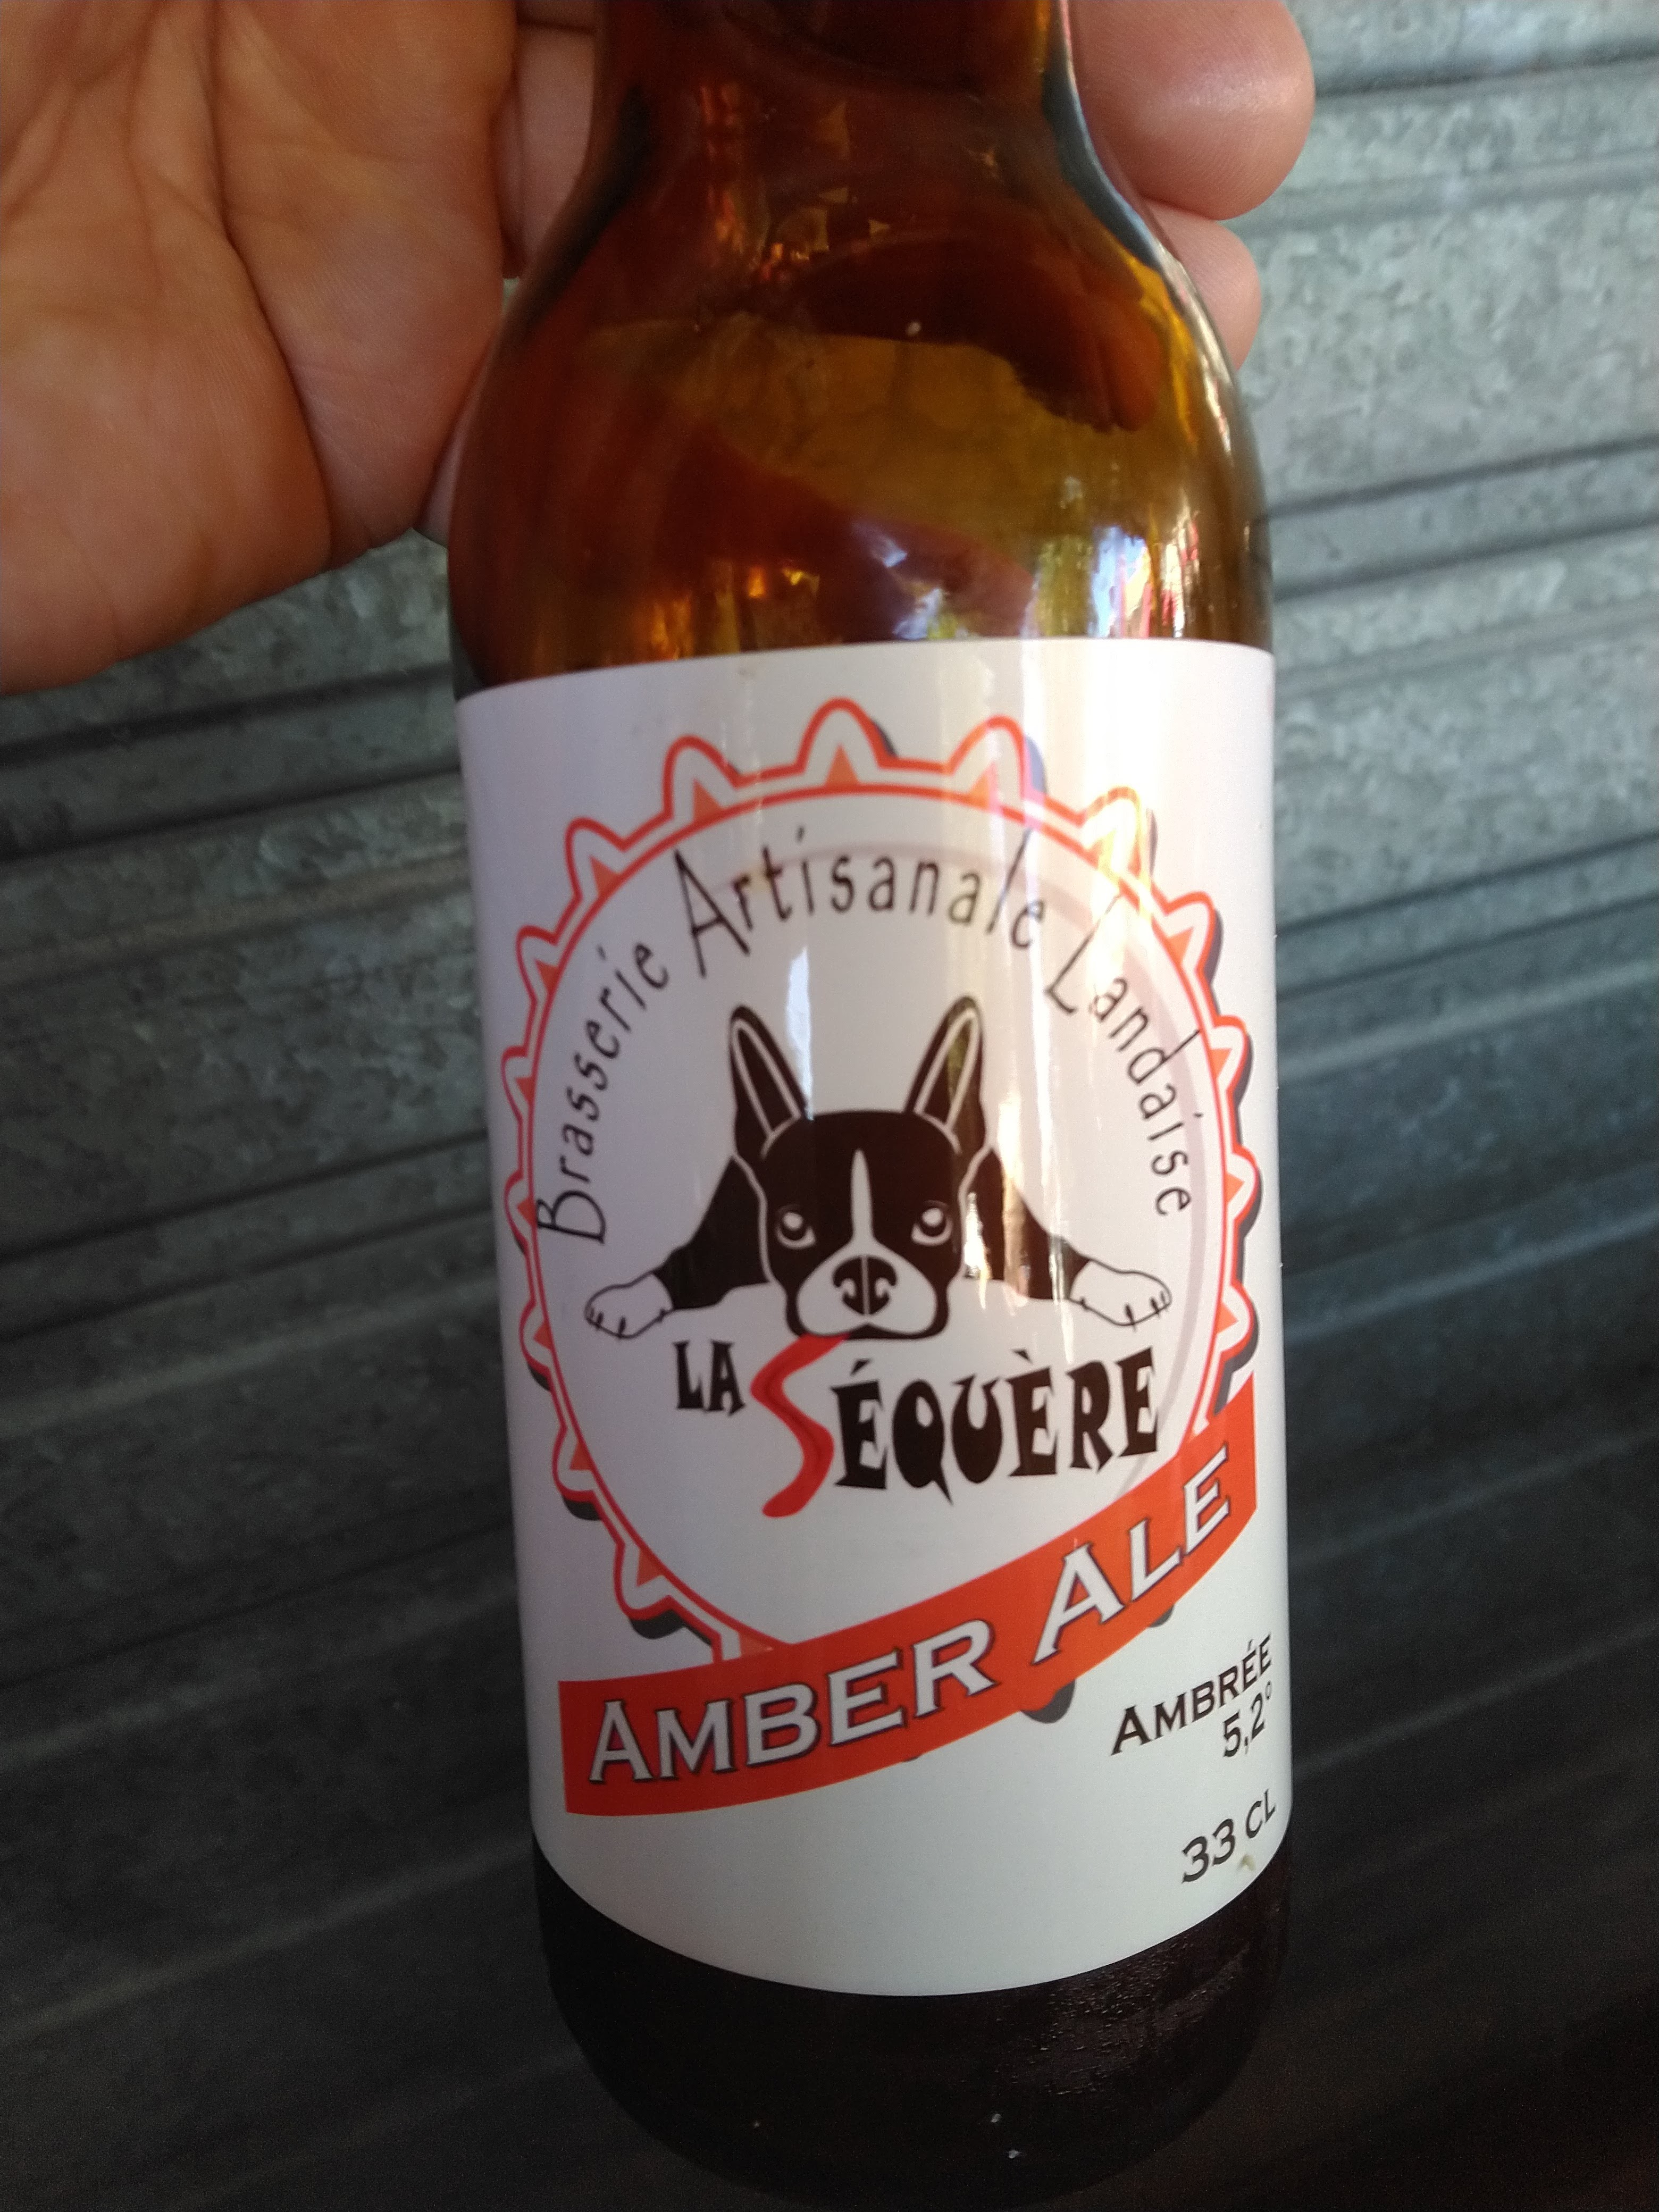 Brasserie Artisanale Landaise
LA SÉQUÈRE
AMBER ALE
AMBRÉE
5,2°
33 CL